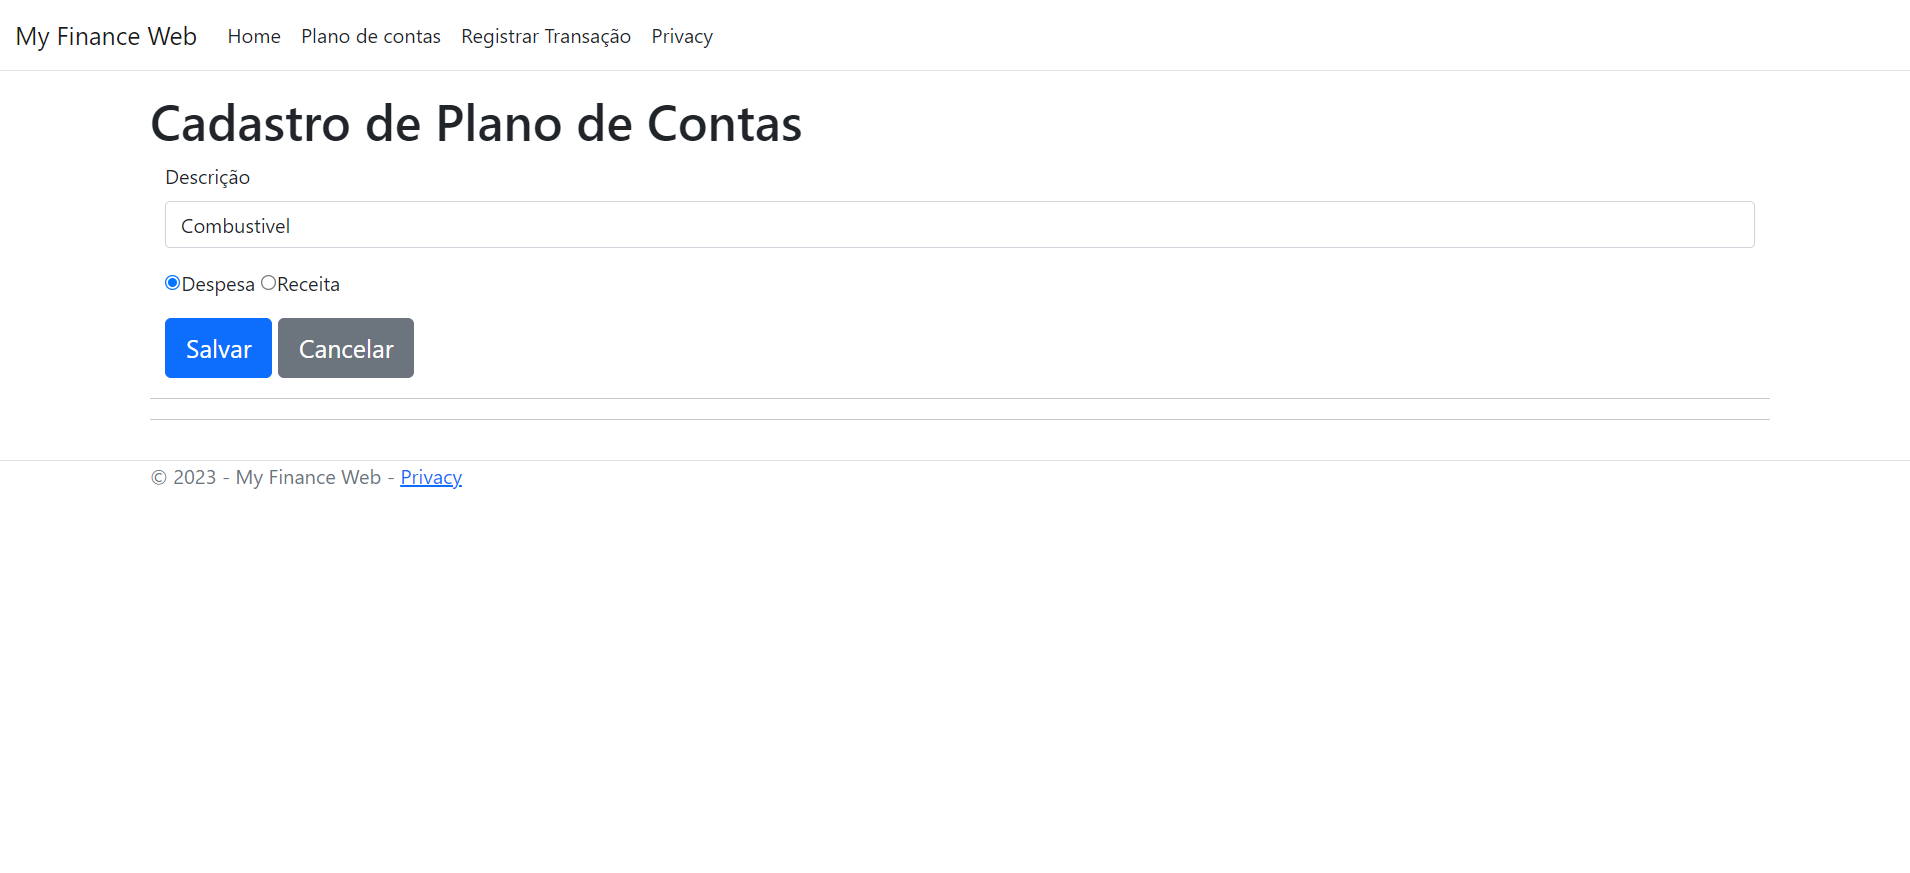 My Finance Web Home Plano de contas Registrar Transação Privacy
Cadastro de Plano de Contas
Descrição
Combustivel
Despesa Receita
Salvar Cancelar
© 2023 - My Finance Web - Privacy